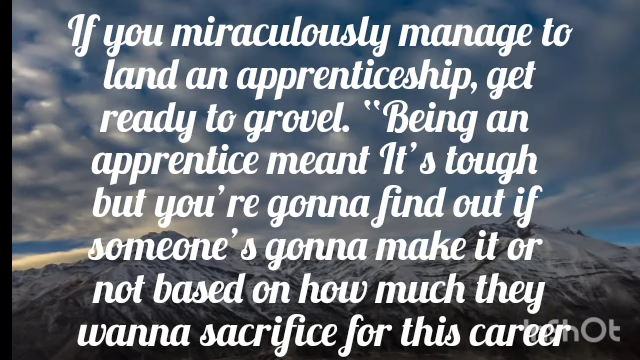 If you miraculously manage to
land an apprenticeship, get
ready to grovel. “Being an
apprentice meant It’s tough
but you’re gonna find out if
someone’s gonna make it or
not based on how much they
wanna sacrifice for this career